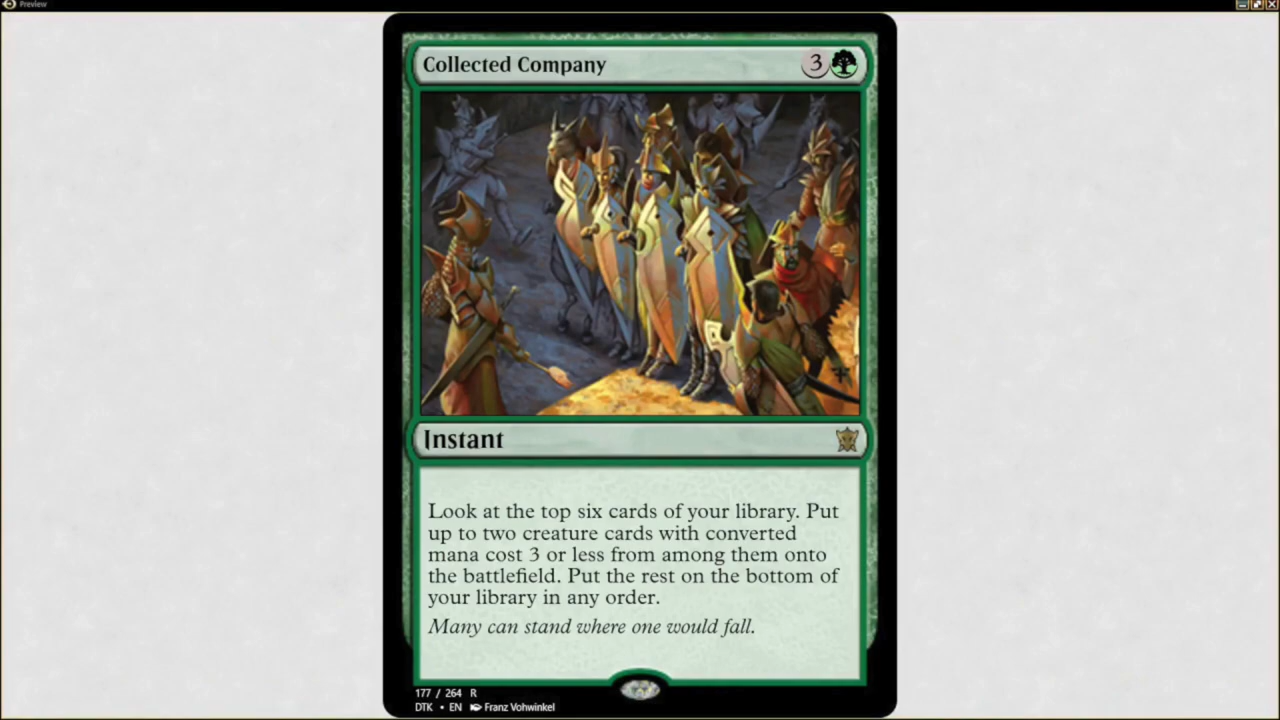 Preview
Collected Company 3
Instant
Look at the top six cards of your library. Put
up to two creature cards with converted
mana cost 3 or less from among them onto
the battlefield. Put the rest on the bottom of
your library in any order.
Many can stand where one would fall.
177 / 264 R
DTK • EN Franz Vohwinkel